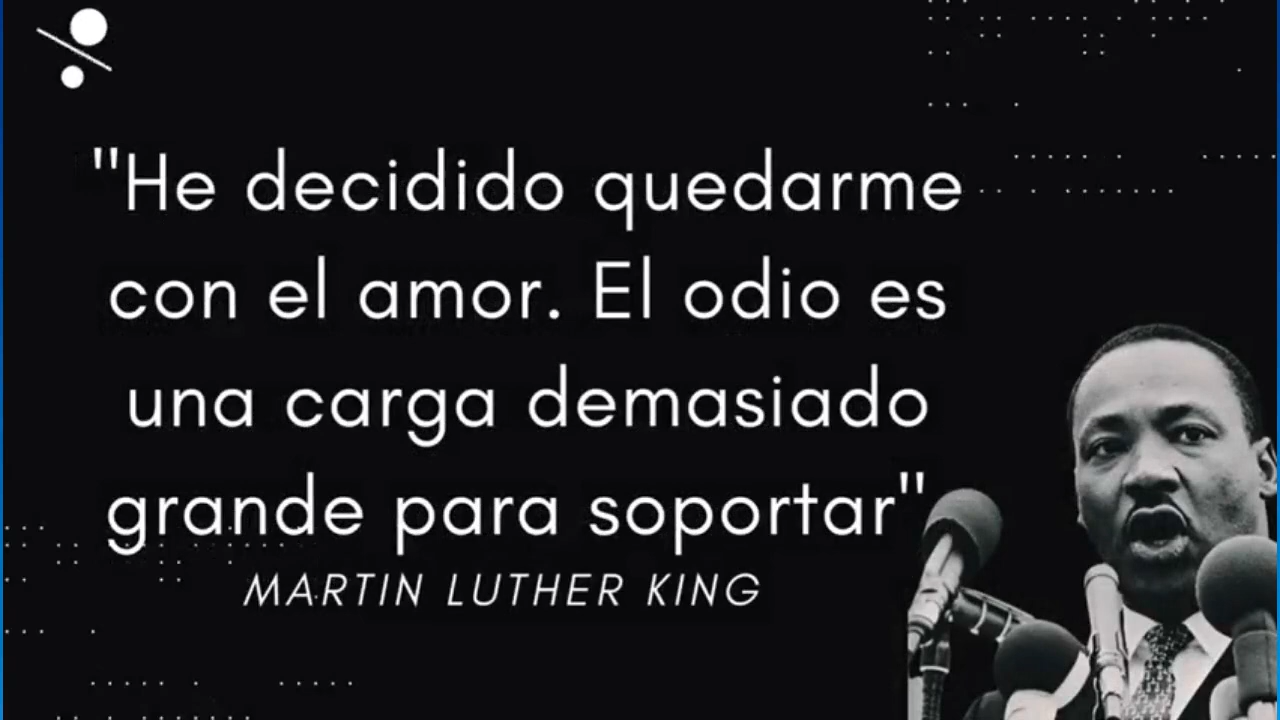 "He decidido quedarme
con el amor. El odio es
una carga demasiado
grande para soportar"
MARTIN LUTHER KING